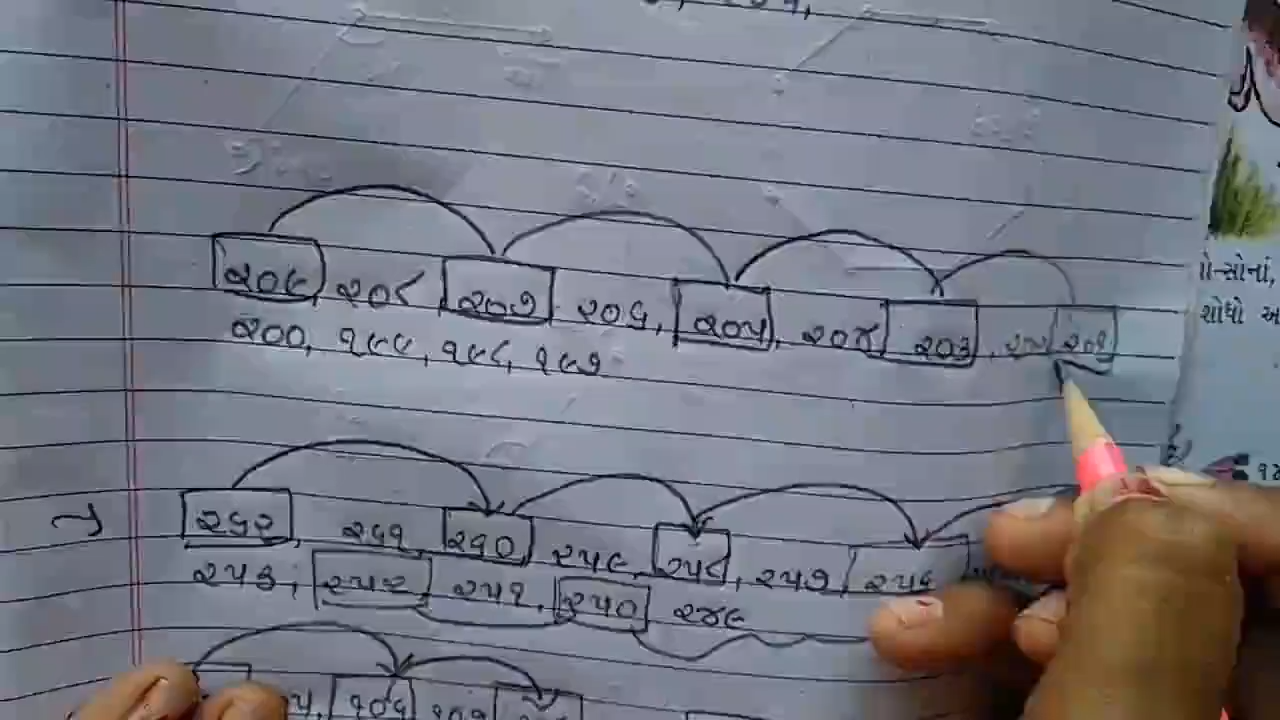 ૨૦૯, ૨૦૮ ૨૦૭ ૨૦૬, ૨૦૫, ૨૦૪ ૨૦૩, ૨૦૨ ૨૦૧
૨૦૦, ૧૯૯, ૧૯૮, ૧૯૭
→ ૨૬૨, ૨૬૧ ૨૬૦, ૨૫૯, ૨૫૮, ૨૫૭ ૨૫૬
૨૫૩, ૨૫૨ ૨૫૧, ૨૫૦ ૨૪૯
શોધો